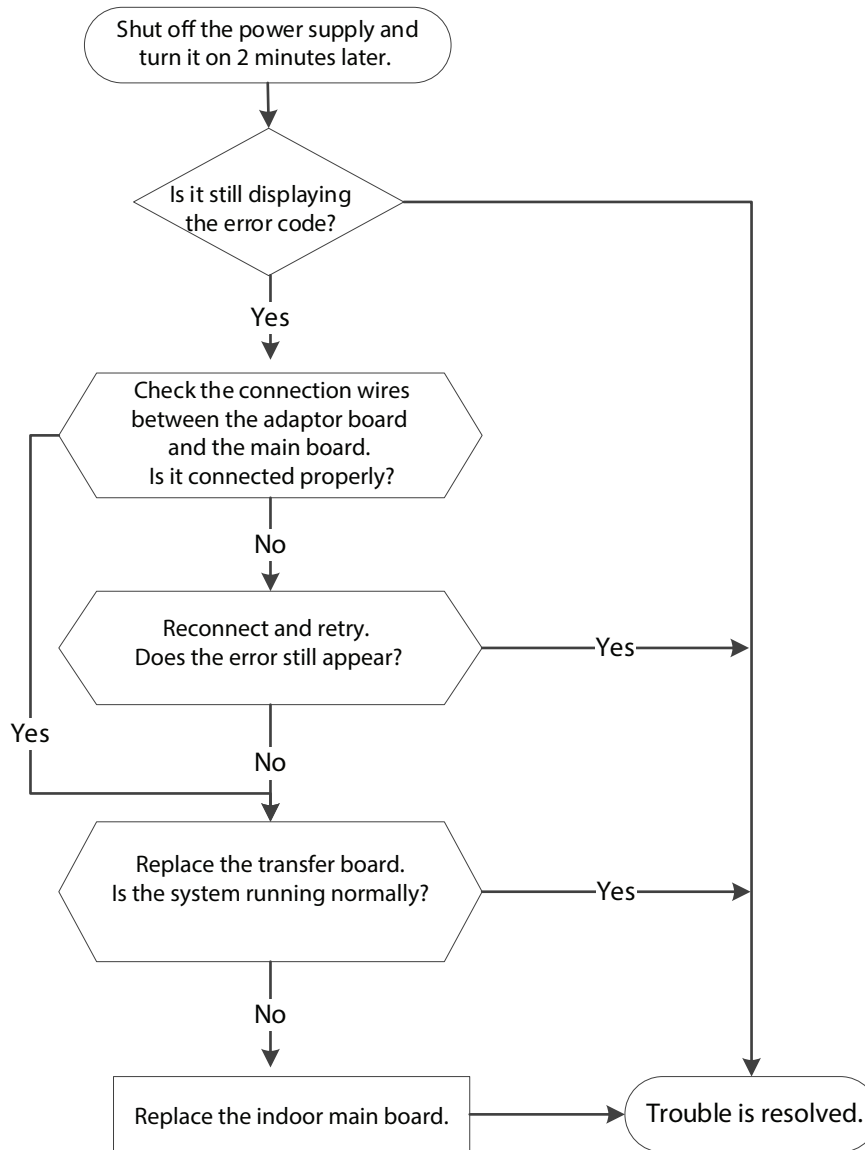 Shut off the power supply and
turn it on 2 minutes later.
Is it still displaying
the error code?
Yes
Check the connection wires
between the adaptor board
and the main board.
Is it connected properly?
No
Reconnect and retry.
Does the error still appear?
Yes
Yes
No
Replace the transfer board.
Is the system running normally?
Yes
No
Replace the indoor main board.
Trouble is resolved.